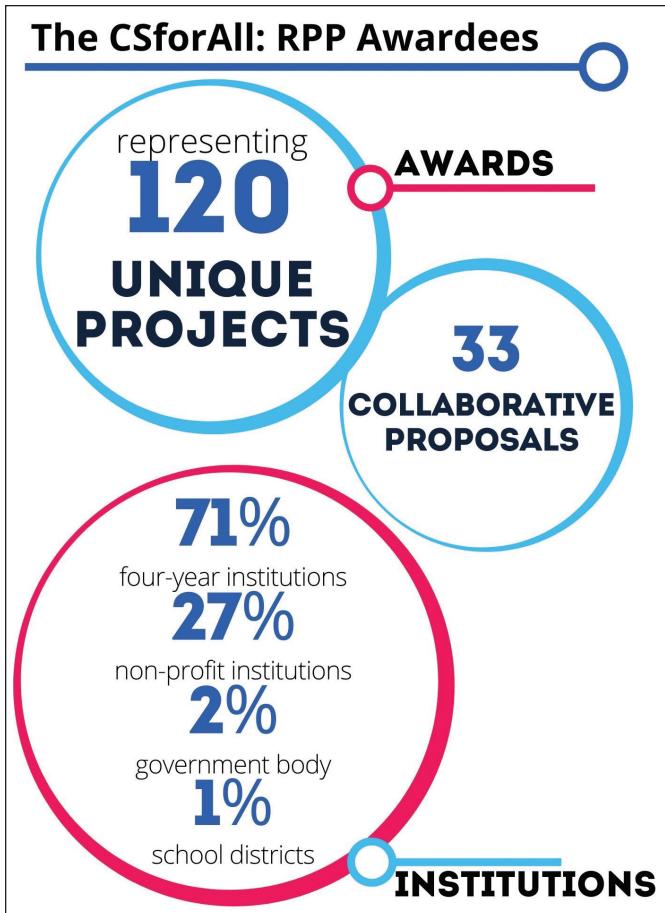 The CSforALL: RPP Awardees
representing
120
UNIQUE
PROJECTS
AWARDS
33
COLLABORATIVE
PROPOSALS
71%
four-year institutions
27%
non-profit institutions
2%
government body
1%
school districts
INSTITUTIONS